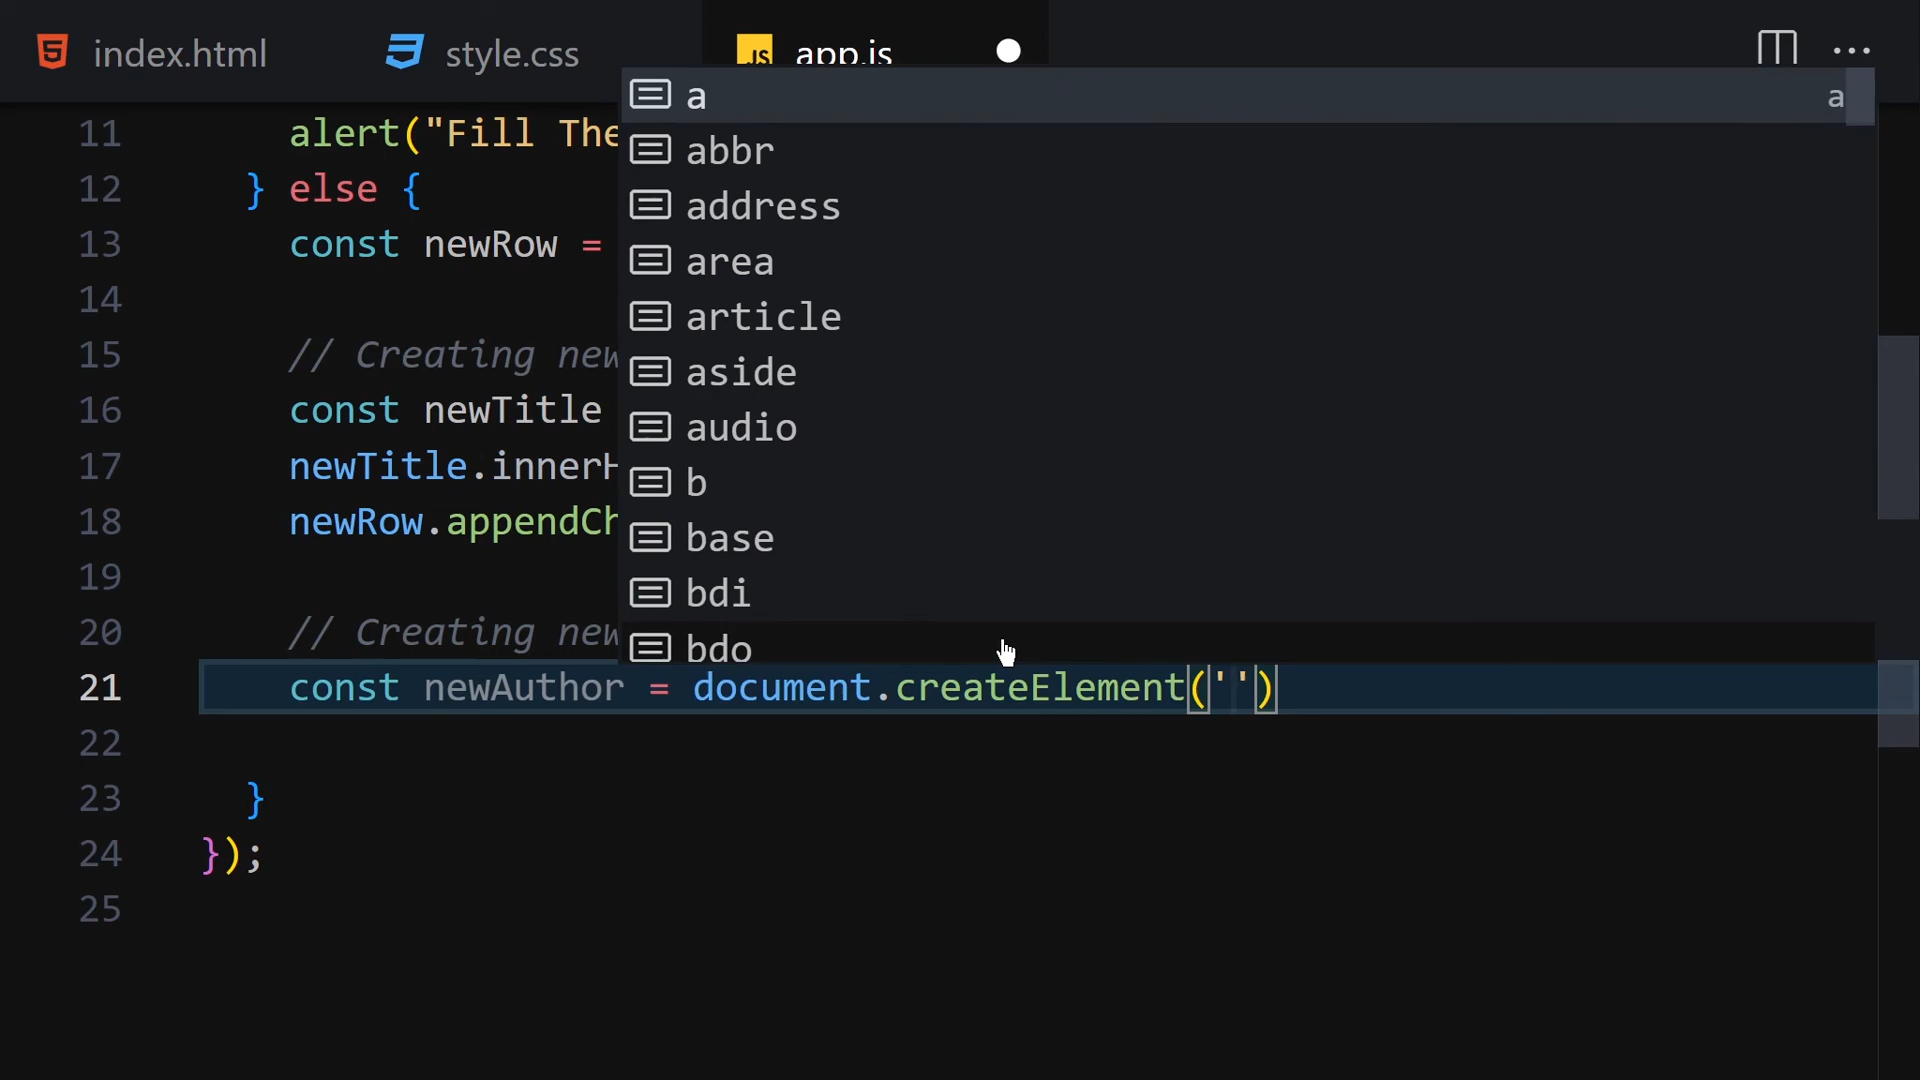 index.html style.css JS app.js
a a
11 alert("Fill The
abbr
12 } else {
address
13 const newRow =
area
14
article
15 // Creating new
aside
16 const newTitle
audio
17 newTitle.innerH
b
18 newRow.appendCh
base
19
bdi
20 // Creating new
bdo
21 const newAuthor = document.createElement('')
22
23 }
24 });
25